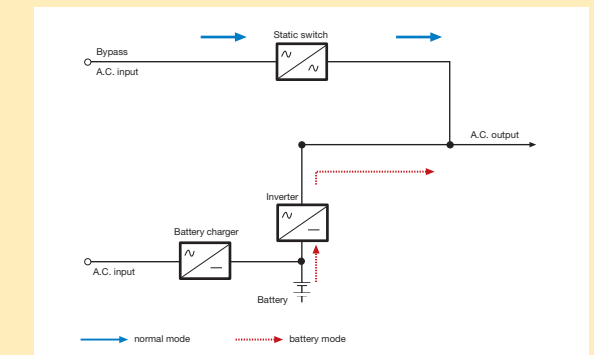 Static switch
Bypass
A.C. input
A.C. output
Inverter
Battery charger
A.C. input
Battery
normal mode
battery mode